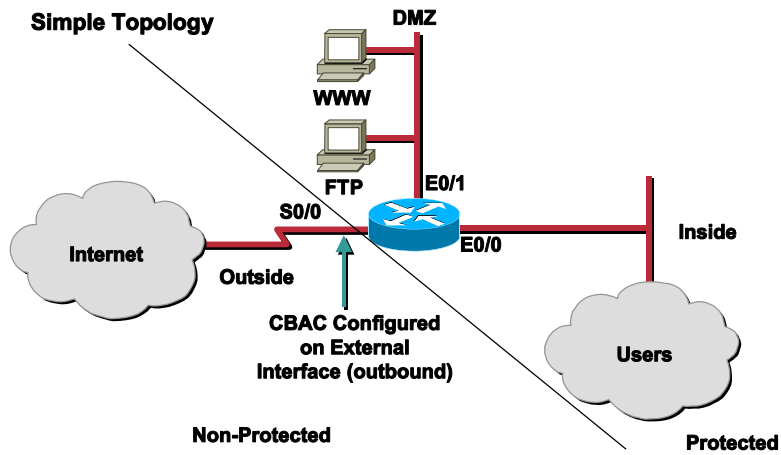 Simple Topology
DMZ
WWW
FTP
E0/1
S0/0
E0/0
Internet
Inside
Outside
CBAC Configured
on External
Interface (outbound)
Users
Non-Protected
Protected